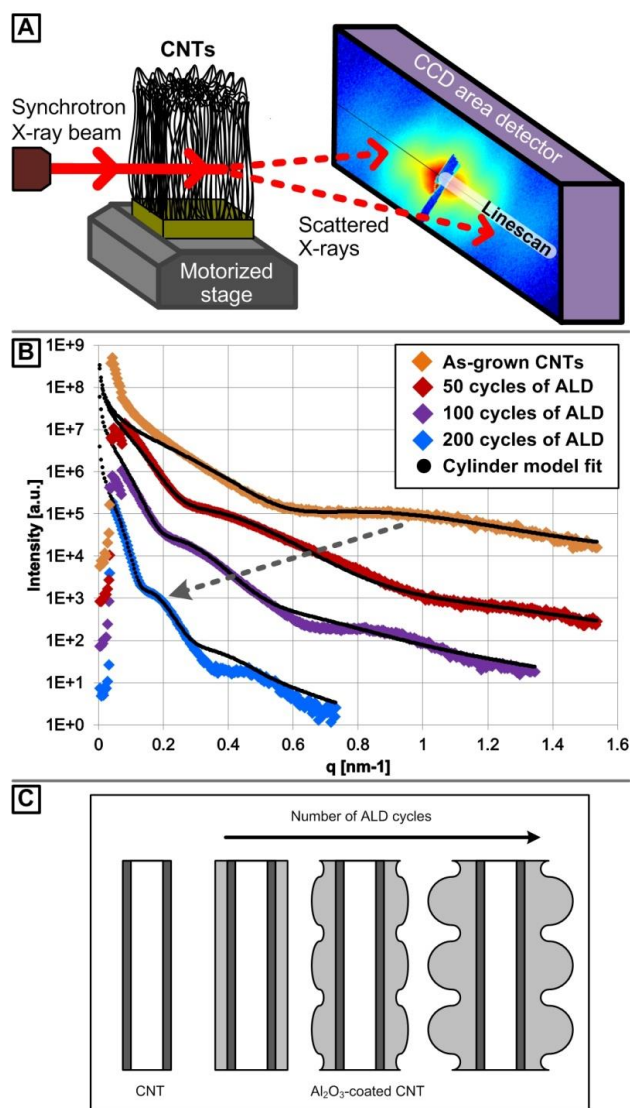 A
CNTs
Synchrotron
X-ray beam
CCD area detector
Linescan
Scattered
X-rays
Motorized
stage
B
1E+9
1E+8
1E+7
1E+6
1E+5
1E+4
1E+3
1E+2
1E+1
1E+0
Intensity [a.u.]
As-grown CNTs
50 cycles of ALD
100 cycles of ALD
200 cycles of ALD
Cylinder model fit
0 0.2 0.4 0.6 0.8 1 1.2 1.4 1.6
q [nm-1]
C
Number of ALD cycles
CNT
Al₂O₃-coated CNT